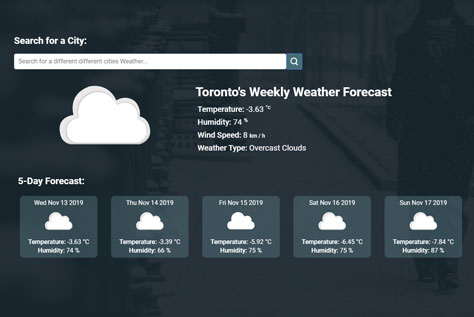 Search for a City:
Search for a different different cities Weather...
Toronto's Weekly Weather Forecast
Temperature: -3.63 °C
Humidity: 74 %
Wind Speed: 8 km / h
Weather Type: Overcast Clouds
5-Day Forecast:
Wed Nov 13 2019
Temperature: -3.63 °C
Humidity: 74 %
Thu Nov 14 2019
Temperature: -3.39 °C
Humidity: 66 %
Fri Nov 15 2019
Temperature: -5.92 °C
Humidity: 75 %
Sat Nov 16 2019
Temperature: -6.45 °C
Humidity: 75 %
Sun Nov 17 2019
Temperature: -7.84 °C
Humidity: 87 %